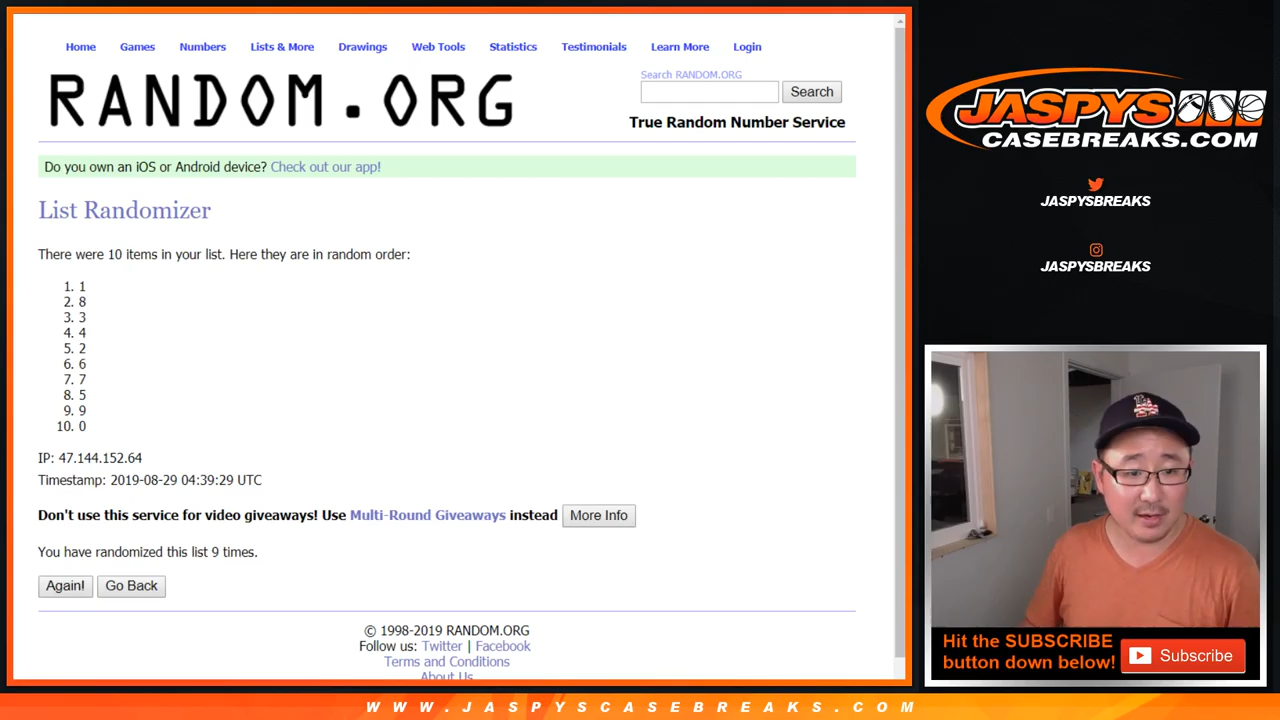 Home Games Numbers Lists & More Drawings Web Tools Statistics Testimonials Learn More Login
RANDOM.ORG
Search RANDOM.ORG
Search
True Random Number Service
Do you own an iOS or Android device? Check out our app!
List Randomizer
There were 10 items in your list. Here they are in random order:
1. 1
2. 8
3. 3
4. 4
5. 2
6. 6
7. 7
8. 5
9. 9
10. 0
IP: 47.144.152.64
Timestamp: 2019-08-29 04:39:29 UTC
Don't use this service for video giveaways! Use Multi-Round Giveaways instead More Info
You have randomized this list 9 times.
Again! Go Back
© 1998-2019 RANDOM.ORG
Follow us: Twitter | Facebook
Terms and Conditions
About Us
JASPYS
CASEBREAKS.COM
JASPYSBREAKS
JASPYSBREAKS
Hit the SUBSCRIBE
button down below!
Subscribe
WWW.JASPYSCASEBREAKS.COM